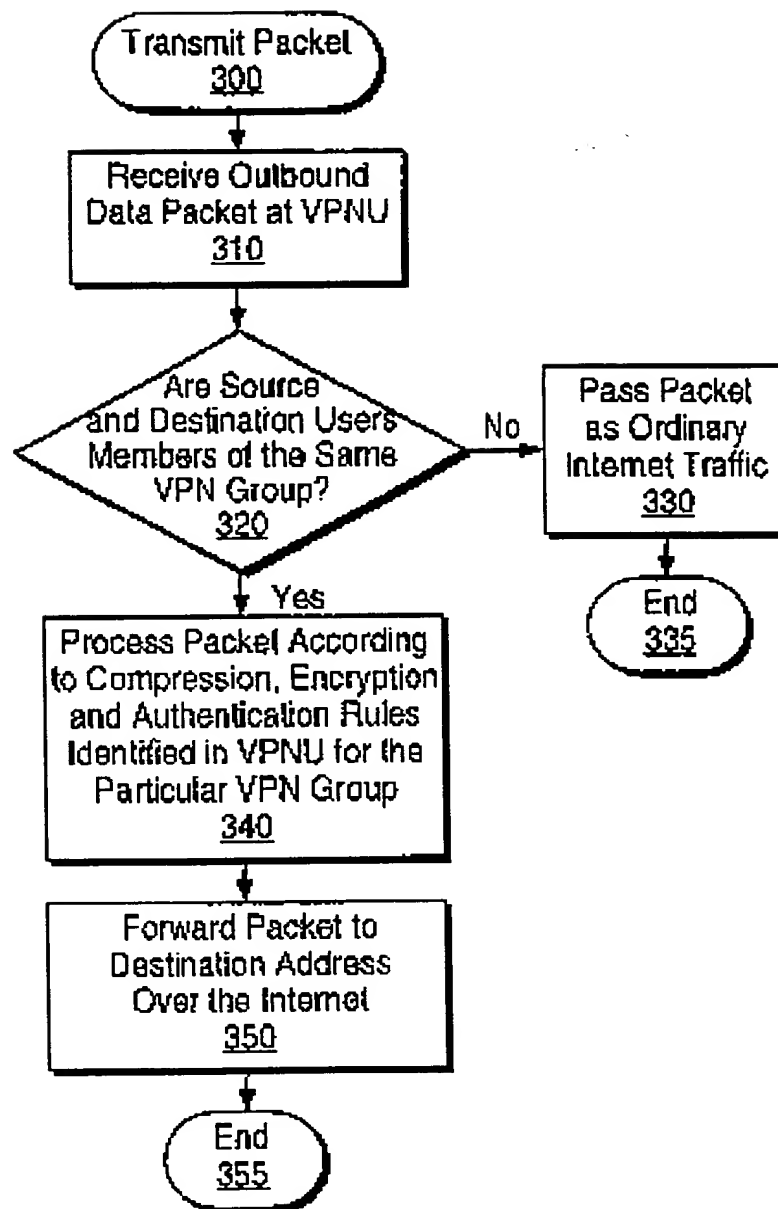 Transmit Packet
300
Receive Outbound
Data Packet at VPNU
310
Are Source
and Destination Users
Members of the Same
VPN Group?
320
No
Pass Packet
as Ordinary
Internet Traffic
330
End
335
Yes
Process Packet According
to Compression, Encryption
and Authentication Rules
Identified in VPNU for the
Particular VPN Group
340
Forward Packet to
Destination Address
Over the Internet
350
End
355